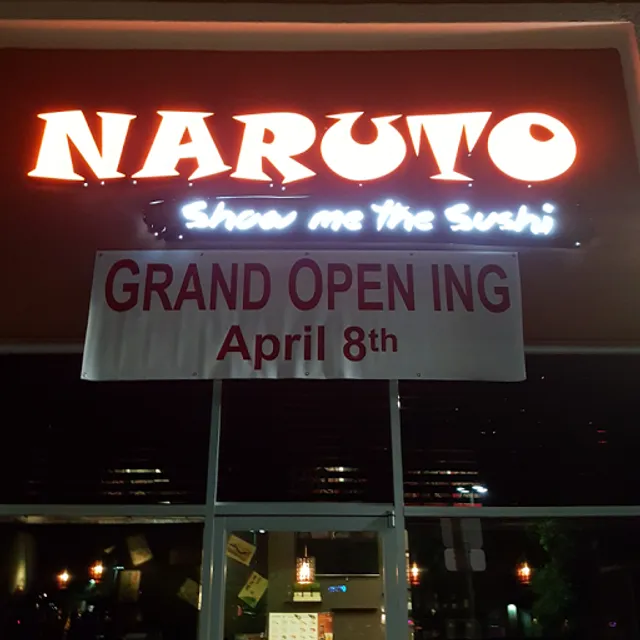 NARUTO
Show me the Sushi
GRAND OPEN ING
April 8th